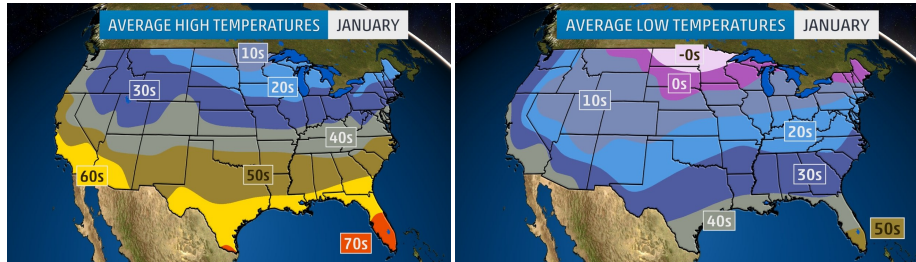 AVERAGE HIGH TEMPERATURES JANUARY
10s
20s
30s
40s
50s
60s
70s
AVERAGE LOW TEMPERATURES JANUARY
-0s
0s
10s
20s
30s
40s
50s